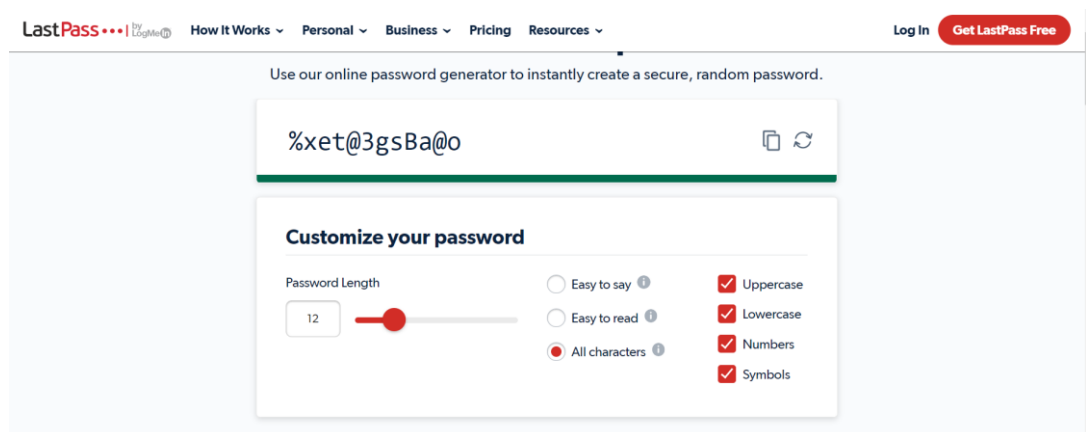 LastPass •••| by LogMeIn How It Works Personal Business Pricing Resources Log In Get LastPass Free
Use our online password generator to instantly create a secure, random password.
%xet@3gsBa@o
Customize your password
Password Length
12
Easy to say
Easy to read
All characters
Uppercase
Lowercase
Numbers
Symbols